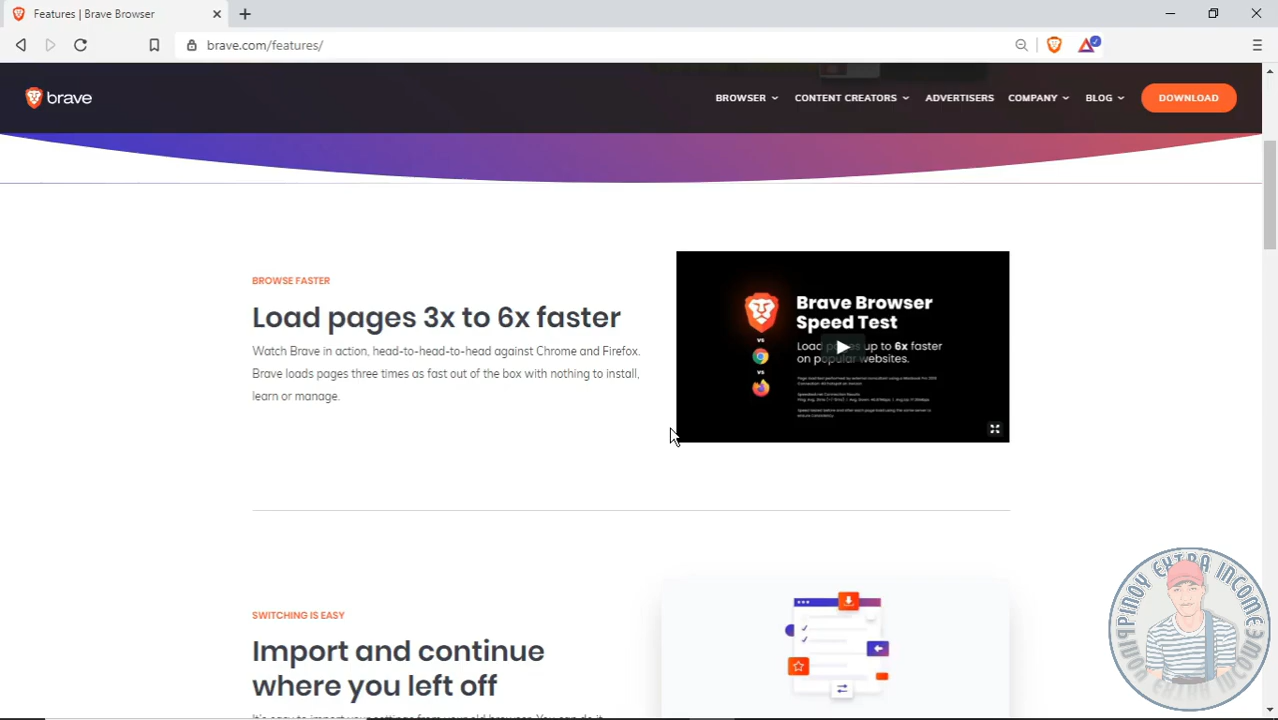 Features | Brave Browser
brave.com/features/
brave
BROWSER
CONTENT CREATORS
ADVERTISERS
COMPANY
BLOG
DOWNLOAD
BROWSE FASTER
Load pages 3x to 6x faster
Watch Brave in action, head-to-head-to-head against Chrome and Firefox.
Brave loads pages three times as fast out of the box with nothing to install,
learn or manage.
Brave Browser
Speed Test
vs
vs
up to 6x faster
on popular websites.
SWITCHING IS EASY
Import and continue
where you left off
PINOY EXTRA INCOME